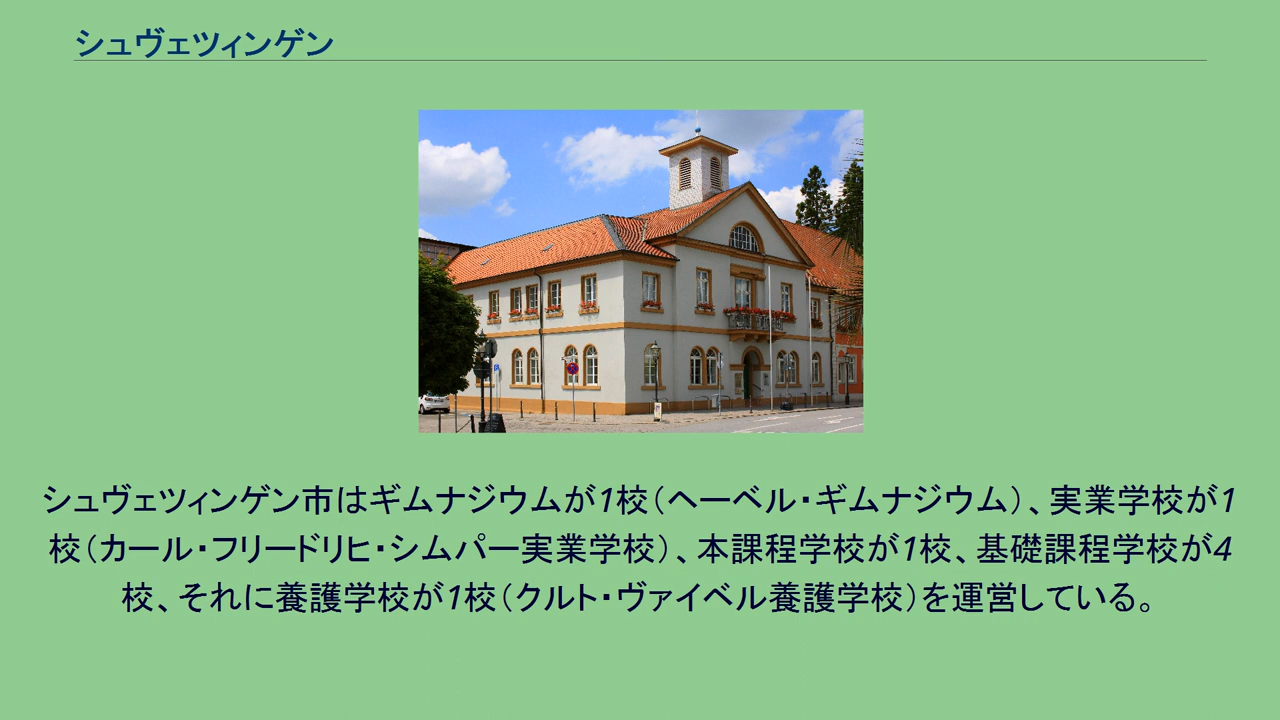 シュヴェツィンゲン
シュヴェツィンゲン市はギムナジウムが1校（ヘーベル・ギムナジウム）、実業学校が1
校（カール・フリードリヒ・シムパー実業学校）、本課程学校が1校、基礎課程学校が4
校、それに養護学校が1校（クルト・ヴァイベル養護学校）を運営している。